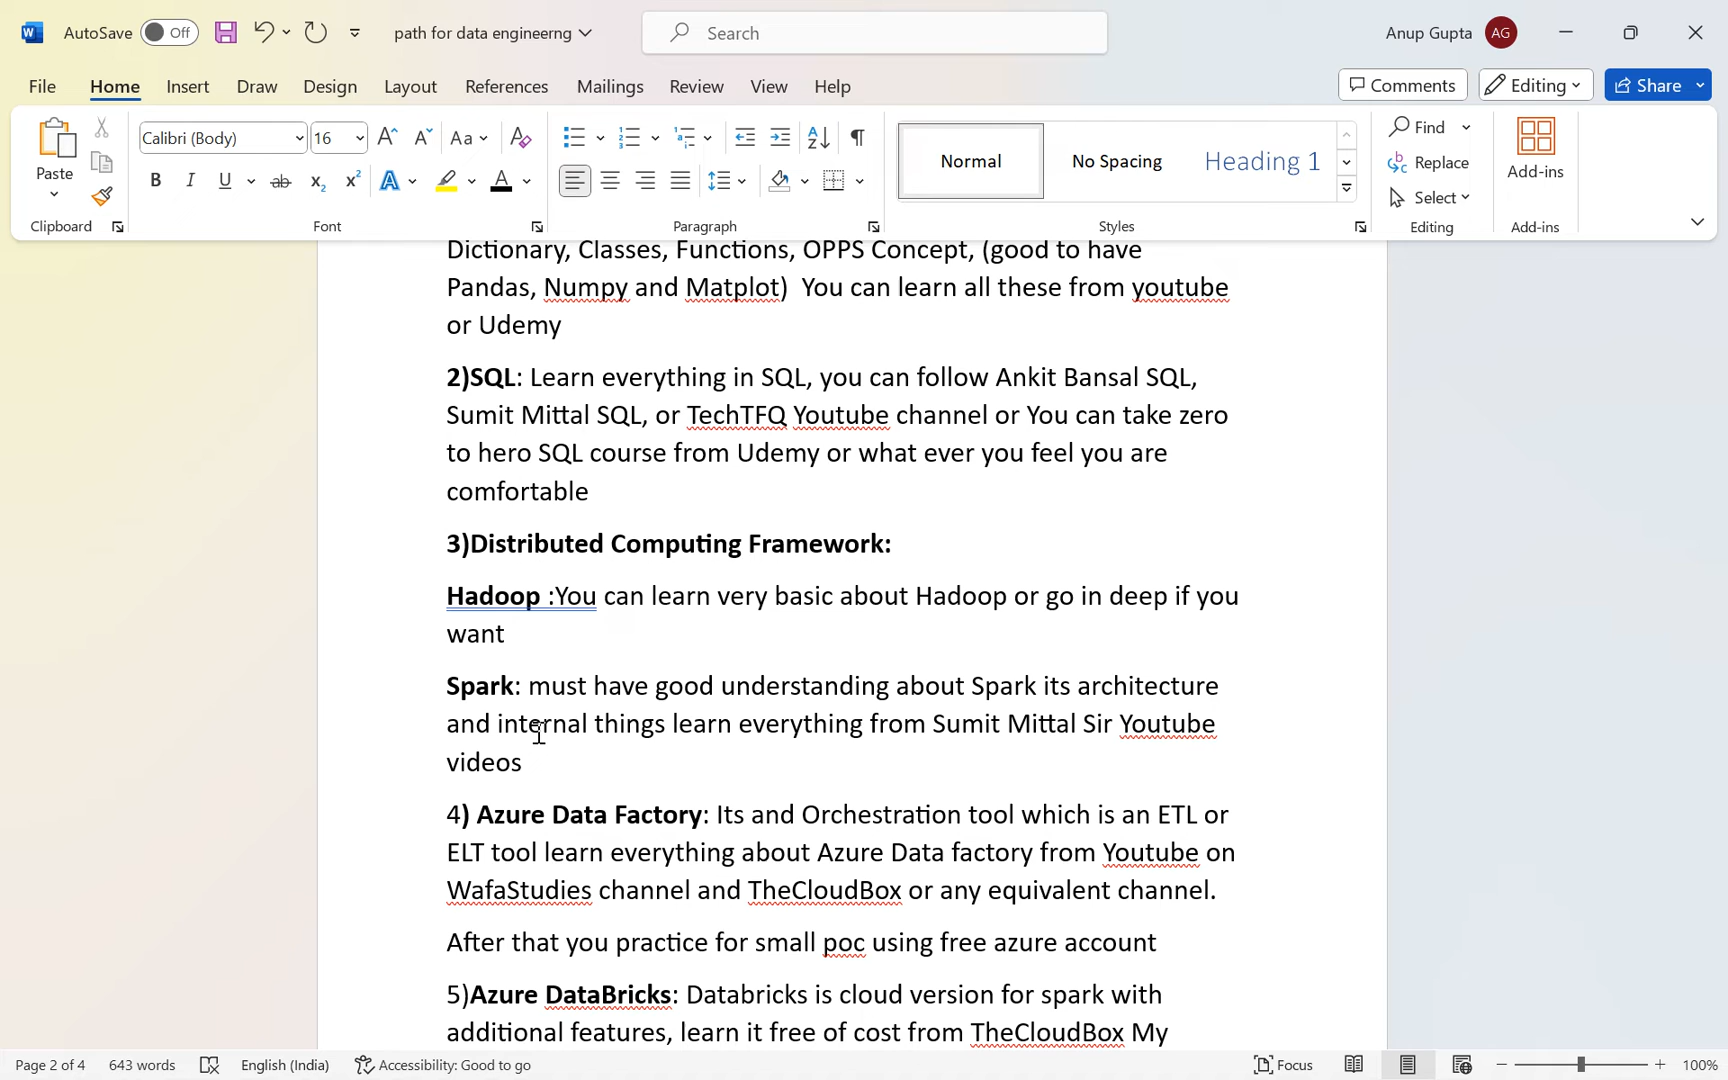 AutoSave Off path for data engineerng Search Anup Gupta AG
File Home Insert Draw Design Layout References Mailings Review View Help Comments Editing Share
Paste Calibri (Body) 16 Aa Normal No Spacing Heading 1 Find Replace Select Add-ins
Clipboard Font Paragraph Styles Editing Add-ins
Dictionary, Classes, Functions, OPPS Concept, (good to have
Pandas, Numpy and Matplot) You can learn all these from youtube
or Udemy
2)SQL: Learn everything in SQL, you can follow Ankit Bansal SQL,
Sumit Mittal SQL, or TechTFQ Youtube channel or You can take zero
to hero SQL course from Udemy or what ever you feel you are
comfortable
3)Distributed Computing Framework:
Hadoop :You can learn very basic about Hadoop or go in deep if you
want
Spark: must have good understanding about Spark its architecture
and internal things learn everything from Sumit Mittal Sir Youtube
videos
4) Azure Data Factory: Its and Orchestration tool which is an ETL or
ELT tool learn everything about Azure Data factory from Youtube on
WafaStudies channel and TheCloudBox or any equivalent channel.
After that you practice for small poc using free azure account
5)Azure DataBricks: Databricks is cloud version for spark with
additional features, learn it free of cost from TheCloudBox My
Page 2 of 4 643 words English (India) Accessibility: Good to go Focus 100%